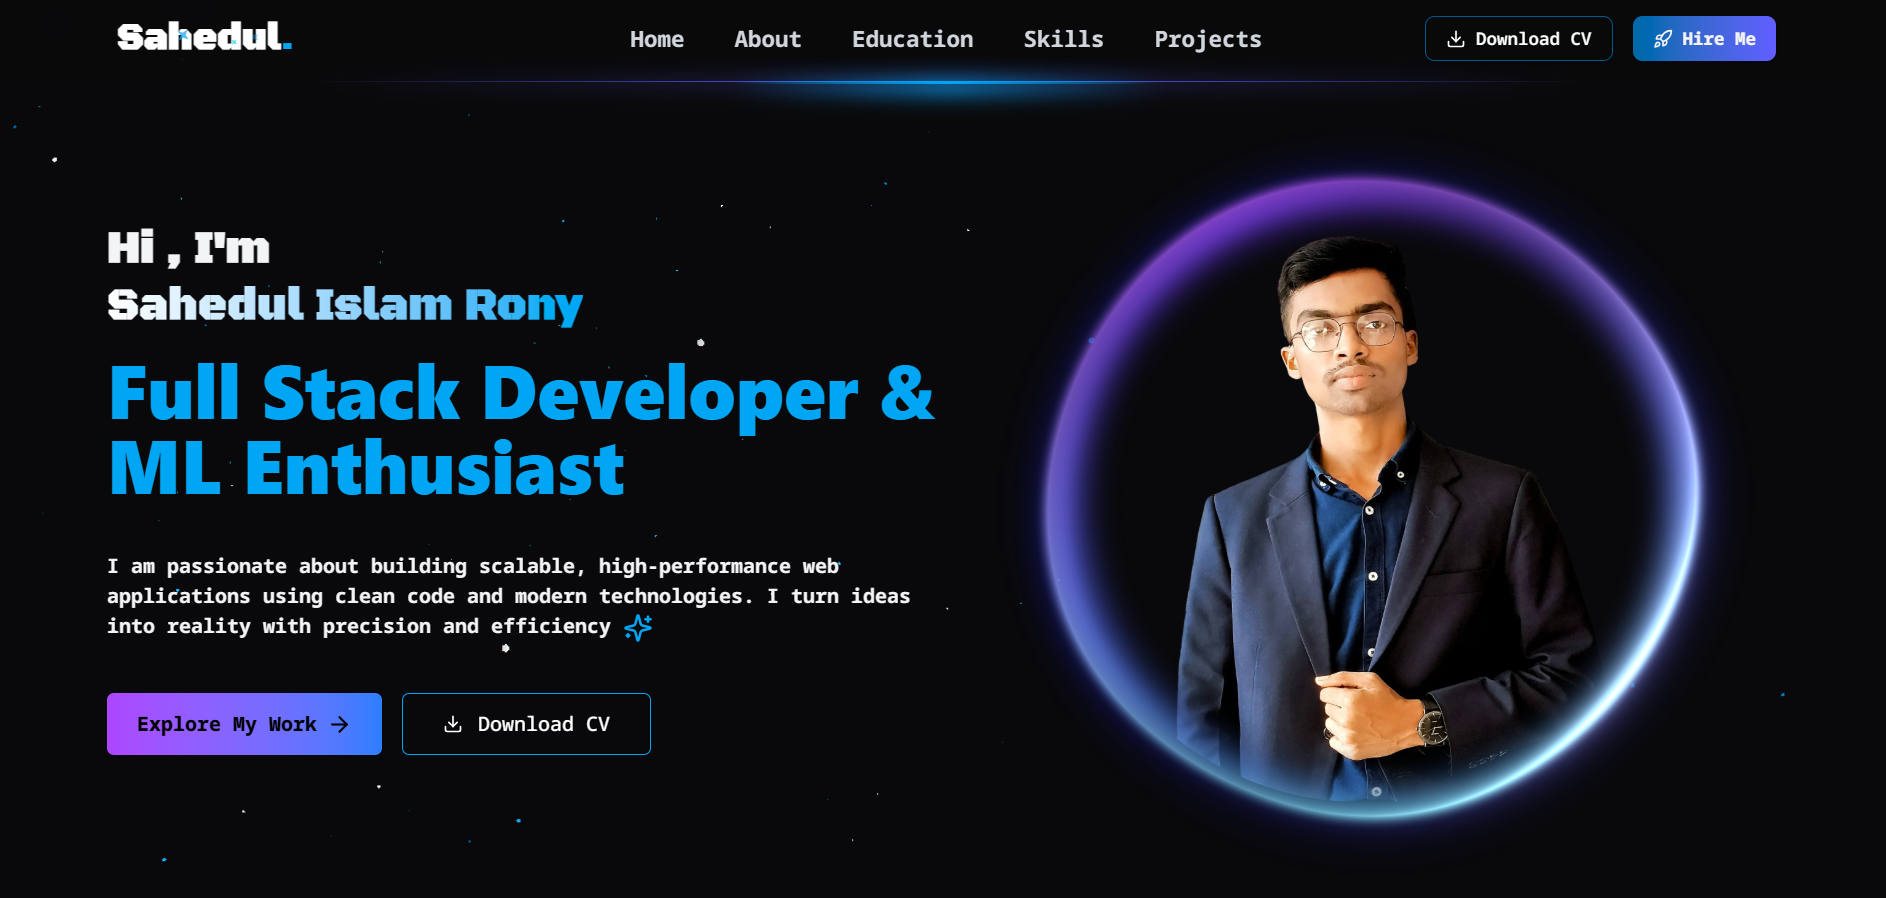 Sahedul.
Home
About
Education
Skills
Projects
Download CV
Hire Me
Hi , I'm
Sahedul Islam Rony
Full Stack Developer &
ML Enthusiast
I am passionate about building scalable, high-performance web
applications using clean code and modern technologies. I turn ideas
into reality with precision and efficiency
Explore My Work
Download CV